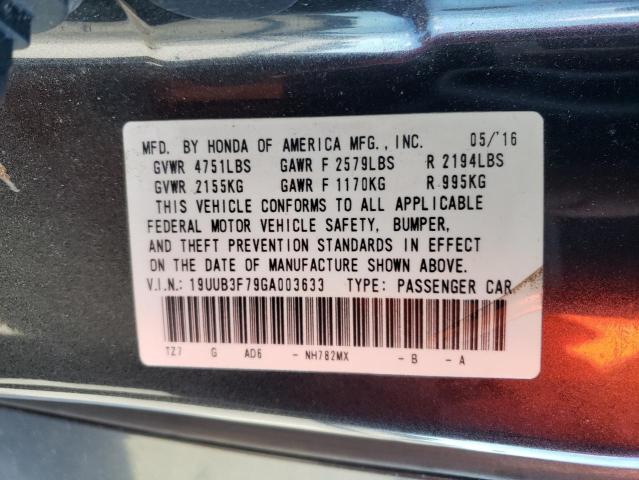 MFD. BY HONDA OF AMERICA MFG., INC. 05/'16
GVWR 4751LBS GAWR F 2579LBS R 2194LBS
GVWR 2155KG GAWR F 1170KG R 995KG
THIS VEHICLE CONFORMS TO ALL APPLICABLE
FEDERAL MOTOR VEHICLE SAFETY, BUMPER,
AND THEFT PREVENTION STANDARDS IN EFFECT
ON THE DATE OF MANUFACTURE SHOWN ABOVE.
V.I.N.: 19UUB3F79GA003633 TYPE: PASSENGER CAR
TZ7 G AD6 - NH782MX - B - A